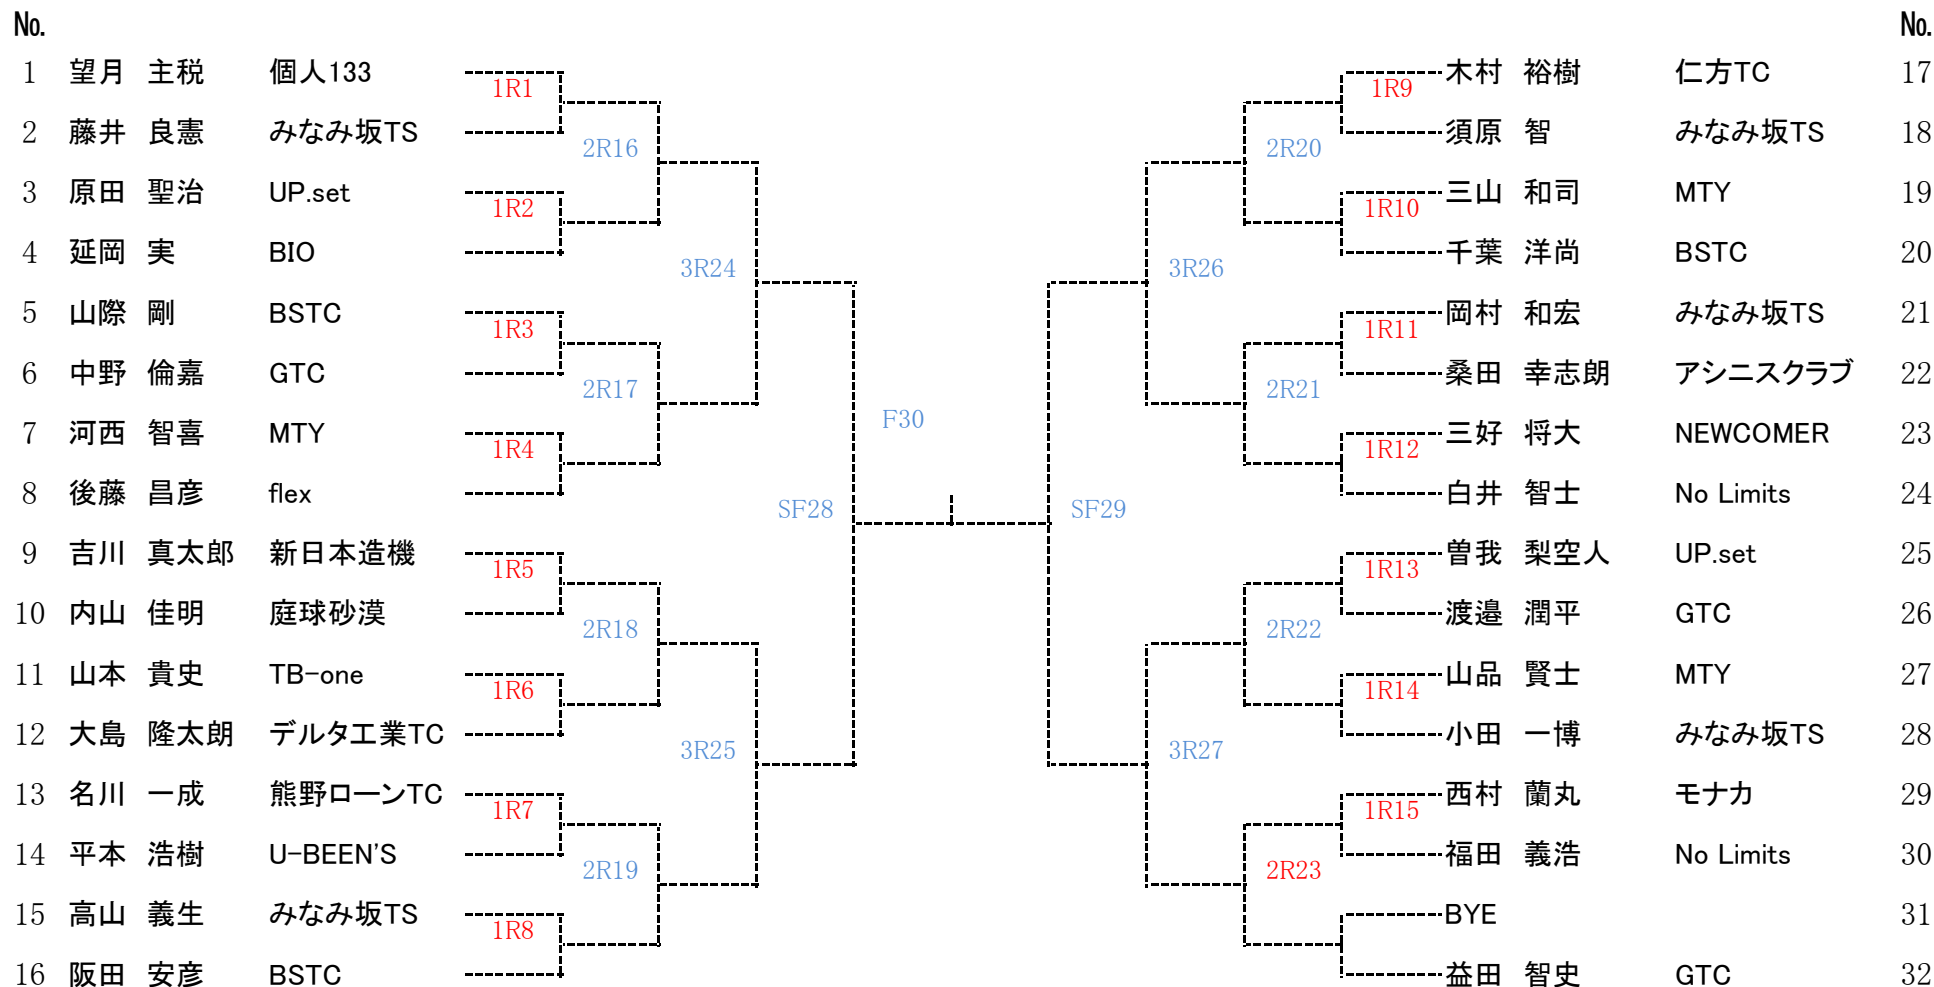 No. No.
1 望月 主税 個人133 木村 裕樹 仁方TC 17
1R1 1R9
2 藤井 良憲 みなみ坂TS 須原 智 みなみ坂TS 18
2R16 2R20
3 原田 聖治 UP.set 三山 和司 MTY 19
1R2 1R10
4 延岡 実 BIO 千葉 洋尚 BSTC 20
3R24 3R26
5 山際 剛 BSTC 岡村 和宏 みなみ坂TS 21
1R3 1R11
6 中野 倫嘉 GTC 桑田 幸志朗 アシニスクラブ 22
2R17 2R21
F30
7 河西 智喜 MTY 三好 将大 NEWCOMER 23
1R4 1R12
8 後藤 昌彦 flex 白井 智士 No Limits 24
SF28 SF29
9 吉川 真太郎 新日本造機 曽我 梨空人 UP.set 25
1R5 1R13
10 内山 佳明 庭球砂漠 渡邉 潤平 GTC 26
2R18 2R22
11 山本 貴史 TB-one 山品 賢士 MTY 27
1R6 1R14
12 大島 隆太朗 デルタ工業TC 小田 一博 みなみ坂TS 28
3R25 3R27
13 名川 一成 熊野ローンTC 西村 蘭丸 モナカ 29
1R7 1R15
14 平本 浩樹 U-BEEN'S 福田 義浩 No Limits 30
2R19 2R23
15 高山 義生 みなみ坂TS BYE 31
1R8
16 阪田 安彦 BSTC 益田 智史 GTC 32